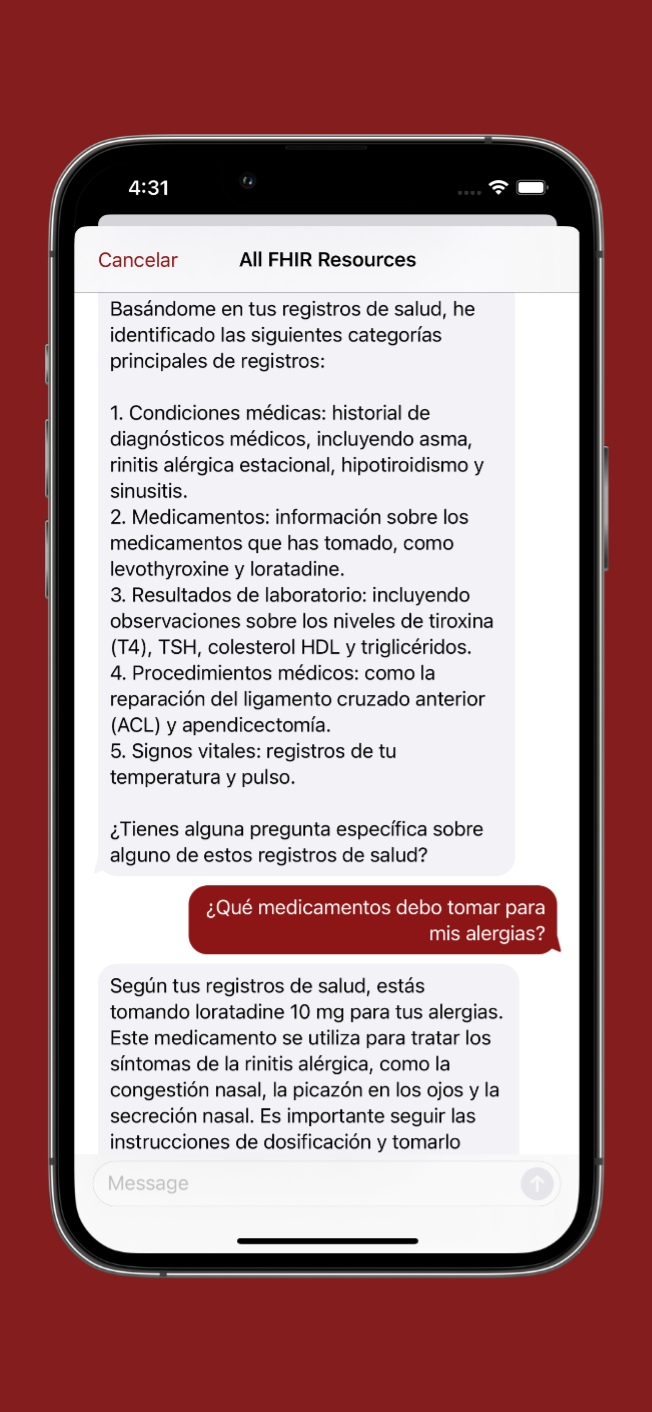 4:31
Cancelar
All FHIR Resources
Basándome en tus registros de salud, he
identificado las siguientes categorías
principales de registros:
1. Condiciones médicas: historial de
diagnósticos médicos, incluyendo asma,
rinitis alérgica estacional, hipotiroidismo y
sinusitis.
2. Medicamentos: información sobre los
medicamentos que has tomado, como
levothyroxine y loratadine.
3. Resultados de laboratorio: incluyendo
observaciones sobre los niveles de tiroxina
(T4), TSH, colesterol HDL y triglicéridos.
4. Procedimientos médicos: como la
reparación del ligamento cruzado anterior
(ACL) y apendicectomía.
5. Signos vitales: registros de tu
temperatura y pulso.
¿Tienes alguna pregunta específica sobre
alguno de estos registros de salud?
¿Qué medicamentos debo tomar para
mis alergias?
Según tus registros de salud, estás
tomando loratadine 10 mg para tus alergias.
Este medicamento se utiliza para tratar los
síntomas de la rinitis alérgica, como la
congestión nasal, la picazón en los ojos y la
secreción nasal. Es importante seguir las
instrucciones de dosificación y tomarlo
Message